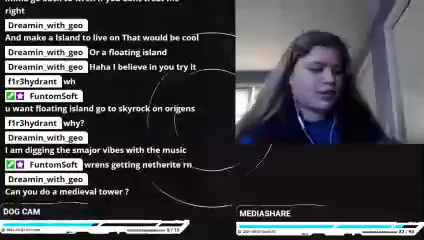 right
Dreamin_with_geo
And make a Island to live on That would be cool
Dreamin_with_geo Or a floating island
Dreamin_with_geo Haha I believe in you try it
f1r3hydrant wh
FuntomSoft
u want floating island go to skyrock on origens
f1r3hydrant why?
Dreamin_with_geo
I am digging the smajor vibes with the music
FuntomSoft wrens getting netherite rn
Dreamin_with_geo
Can you do a medieval tower ?
DOG CAM
MEDIASHARE